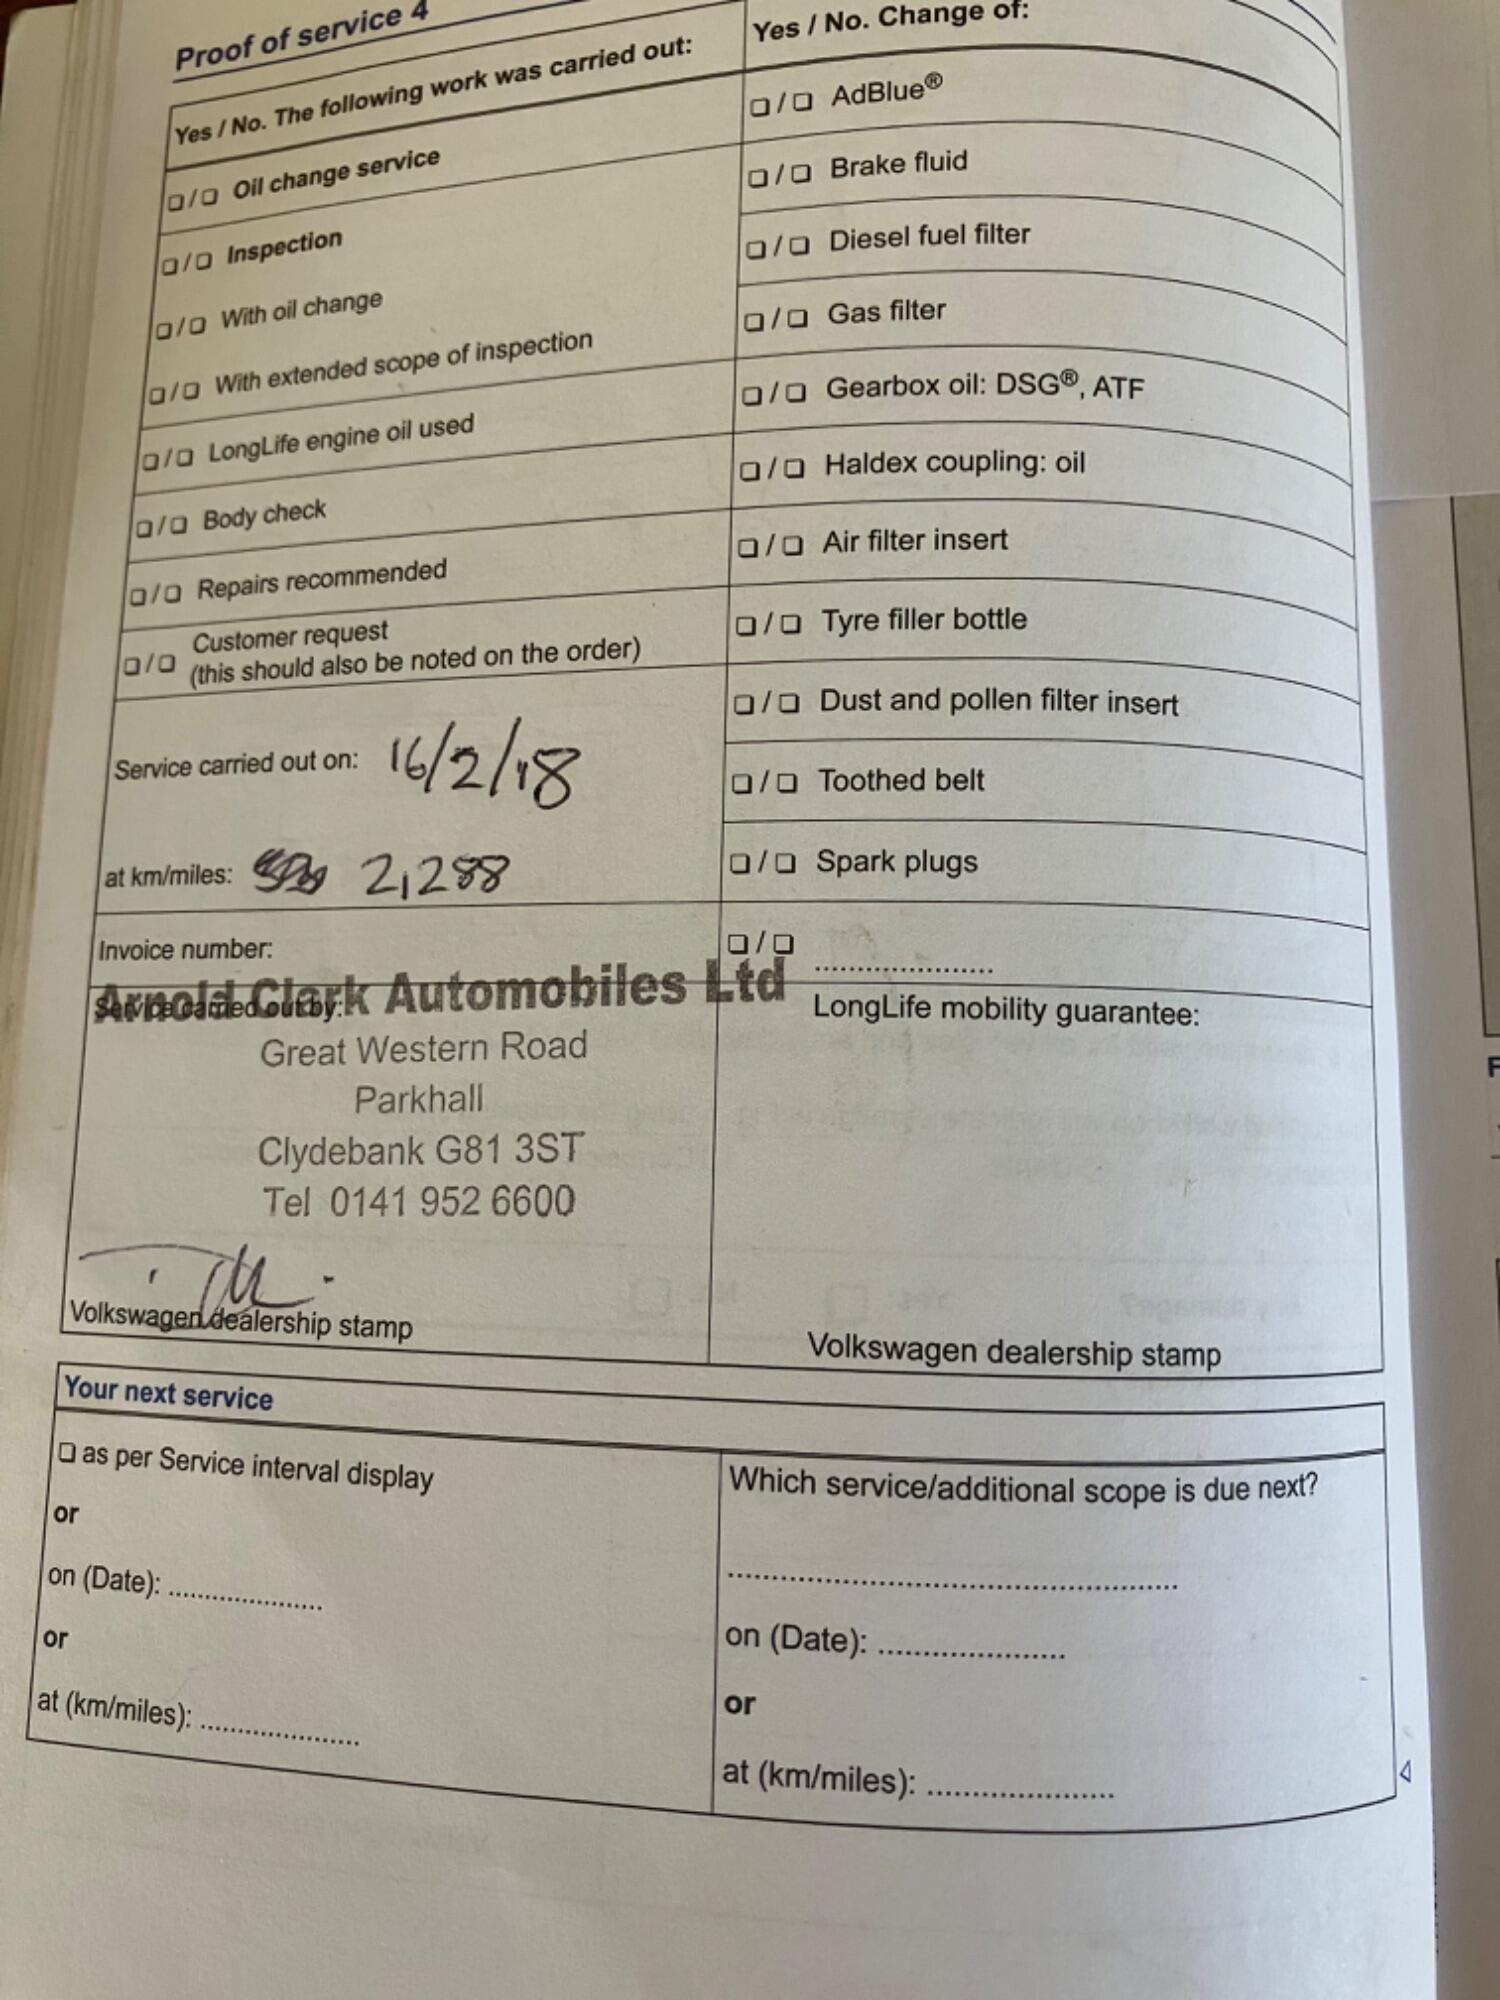 Proof of service 4
Yes / No. The following work was carried out:
❏ / ❏ Oil change service
❏ / ❏ Inspection
❏ / ❏ With oil change
❏ / ❏ With extended scope of inspection
❏ / ❏ LongLife engine oil used
❏ / ❏ Body check
❏ / ❏ Repairs recommended
❏ / ❏ Customer request
(this should also be noted on the order)
Service carried out on: 16/2/18
at km/miles: 2,288
Invoice number:
Service carried out by:
Arnold Clark Automobiles Ltd
Great Western Road
Parkhall
Clydebank G81 3ST
Tel 0141 952 6600
Volkswagen dealership stamp
Yes / No. Change of:
❏ / ❏ AdBlue®
❏ / ❏ Brake fluid
❏ / ❏ Diesel fuel filter
❏ / ❏ Gas filter
❏ / ❏ Gearbox oil: DSG®, ATF
❏ / ❏ Haldex coupling: oil
❏ / ❏ Air filter insert
❏ / ❏ Tyre filler bottle
❏ / ❏ Dust and pollen filter insert
❏ / ❏ Toothed belt
❏ / ❏ Spark plugs
❏ / ❏ .....................
LongLife mobility guarantee:
Volkswagen dealership stamp
Your next service
❏ as per Service interval display
or
on (Date): .....................
or
at (km/miles): .....................
Which service/additional scope is due next?
..................................................
on (Date): .....................
or
at (km/miles): .....................